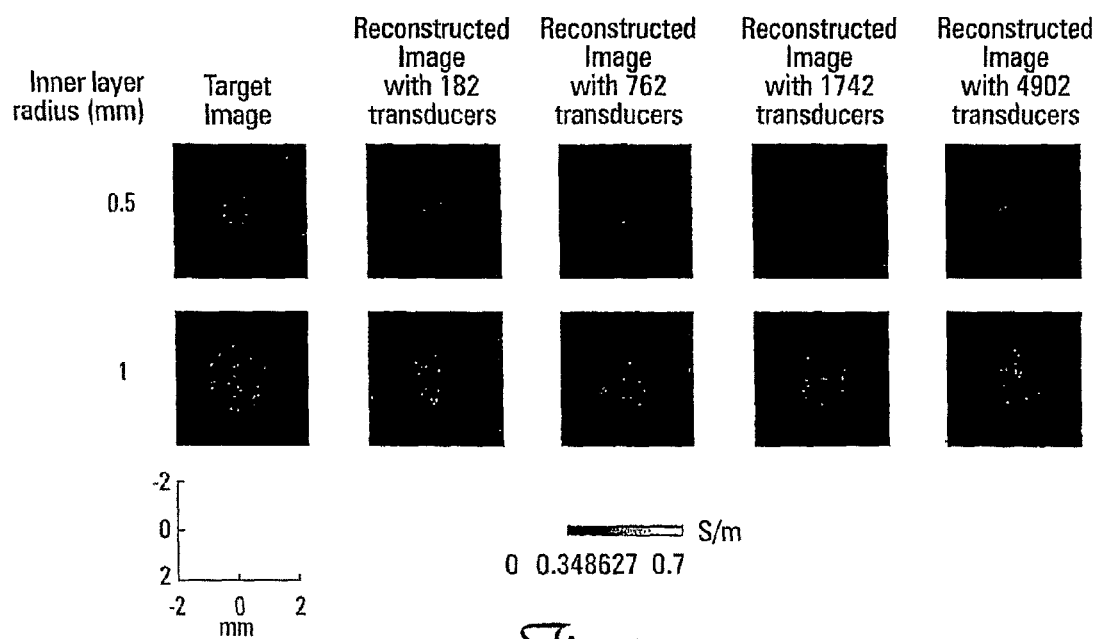 Inner layer
radius (mm)
Target
Image
Reconstructed
Image
with 182
transducers
Reconstructed
Image
with 762
transducers
Reconstructed
Image
with 1742
transducers
Reconstructed
Image
with 4902
transducers
0.5
1
-2
0
2
-2 0 2
mm
S/m
0 0.348627 0.7